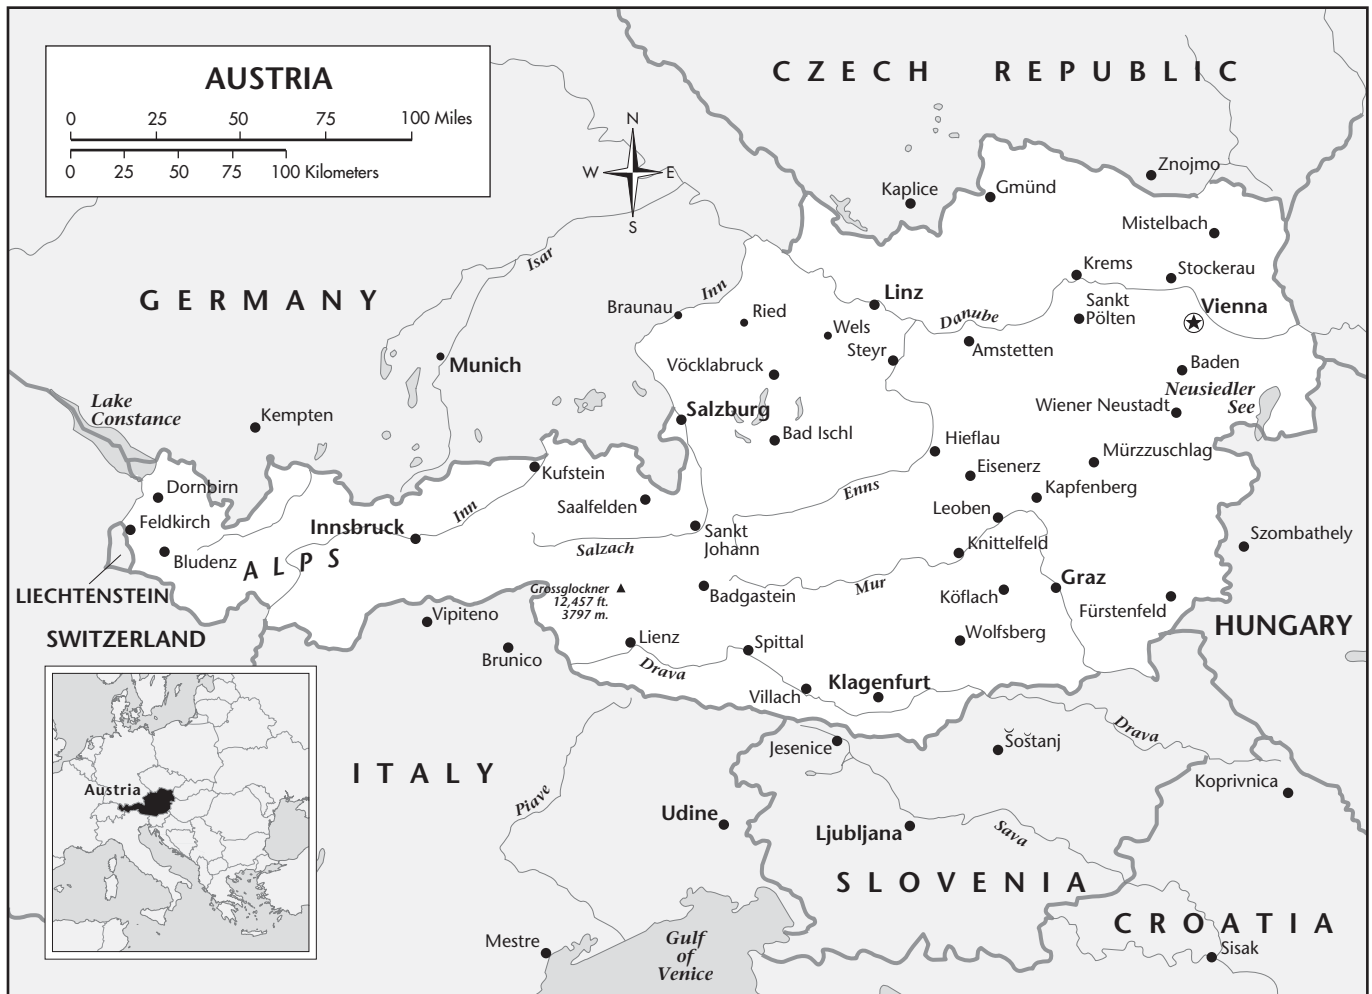 AUSTRIA
0 25 50 75 100 Miles
0 25 50 75 100 Kilometers
N
W E
S
CZECH REPUBLIC
Znojmo
Kaplice
Gmünd
Mistelbach
Isar
Krems
Stockerau
GERMANY
Inn
Linz
Braunau
Ried
Danube
Sankt
Pölten
Vienna
Wels
Steyr
Amstetten
Munich
Vöcklabruck
Baden
Neusiedler
See
Lake
Constance
Kempten
Salzburg
Wiener Neustadt
Bad Ischl
Hieflau
Mürzzuschlag
Kufstein
Eisenerz
Dornbirn
Saalfelden
Enns
Kapfenberg
Inn
Leoben
Feldkirch
Innsbruck
Sankt
Johann
Szombathely
Bludenz
ALPS
Salzach
Knittelfeld
LIECHTENSTEIN
Grossglockner
12,457 ft.
3797 m.
Badgastein
Mur
Köflach
Graz
Fürstenfeld
Vipiteno
SWITZERLAND
HUNGARY
Lienz
Spittal
Wolfsberg
Brunico
Drava
Villach
Klagenfurt
Jesenice
Šoštanj
Drava
ITALY
Koprivnica
Austria
Piave
Udine
Ljubljana
Sava
SLOVENIA
CROATIA
Mestre
Gulf
of
Venice
Sisak